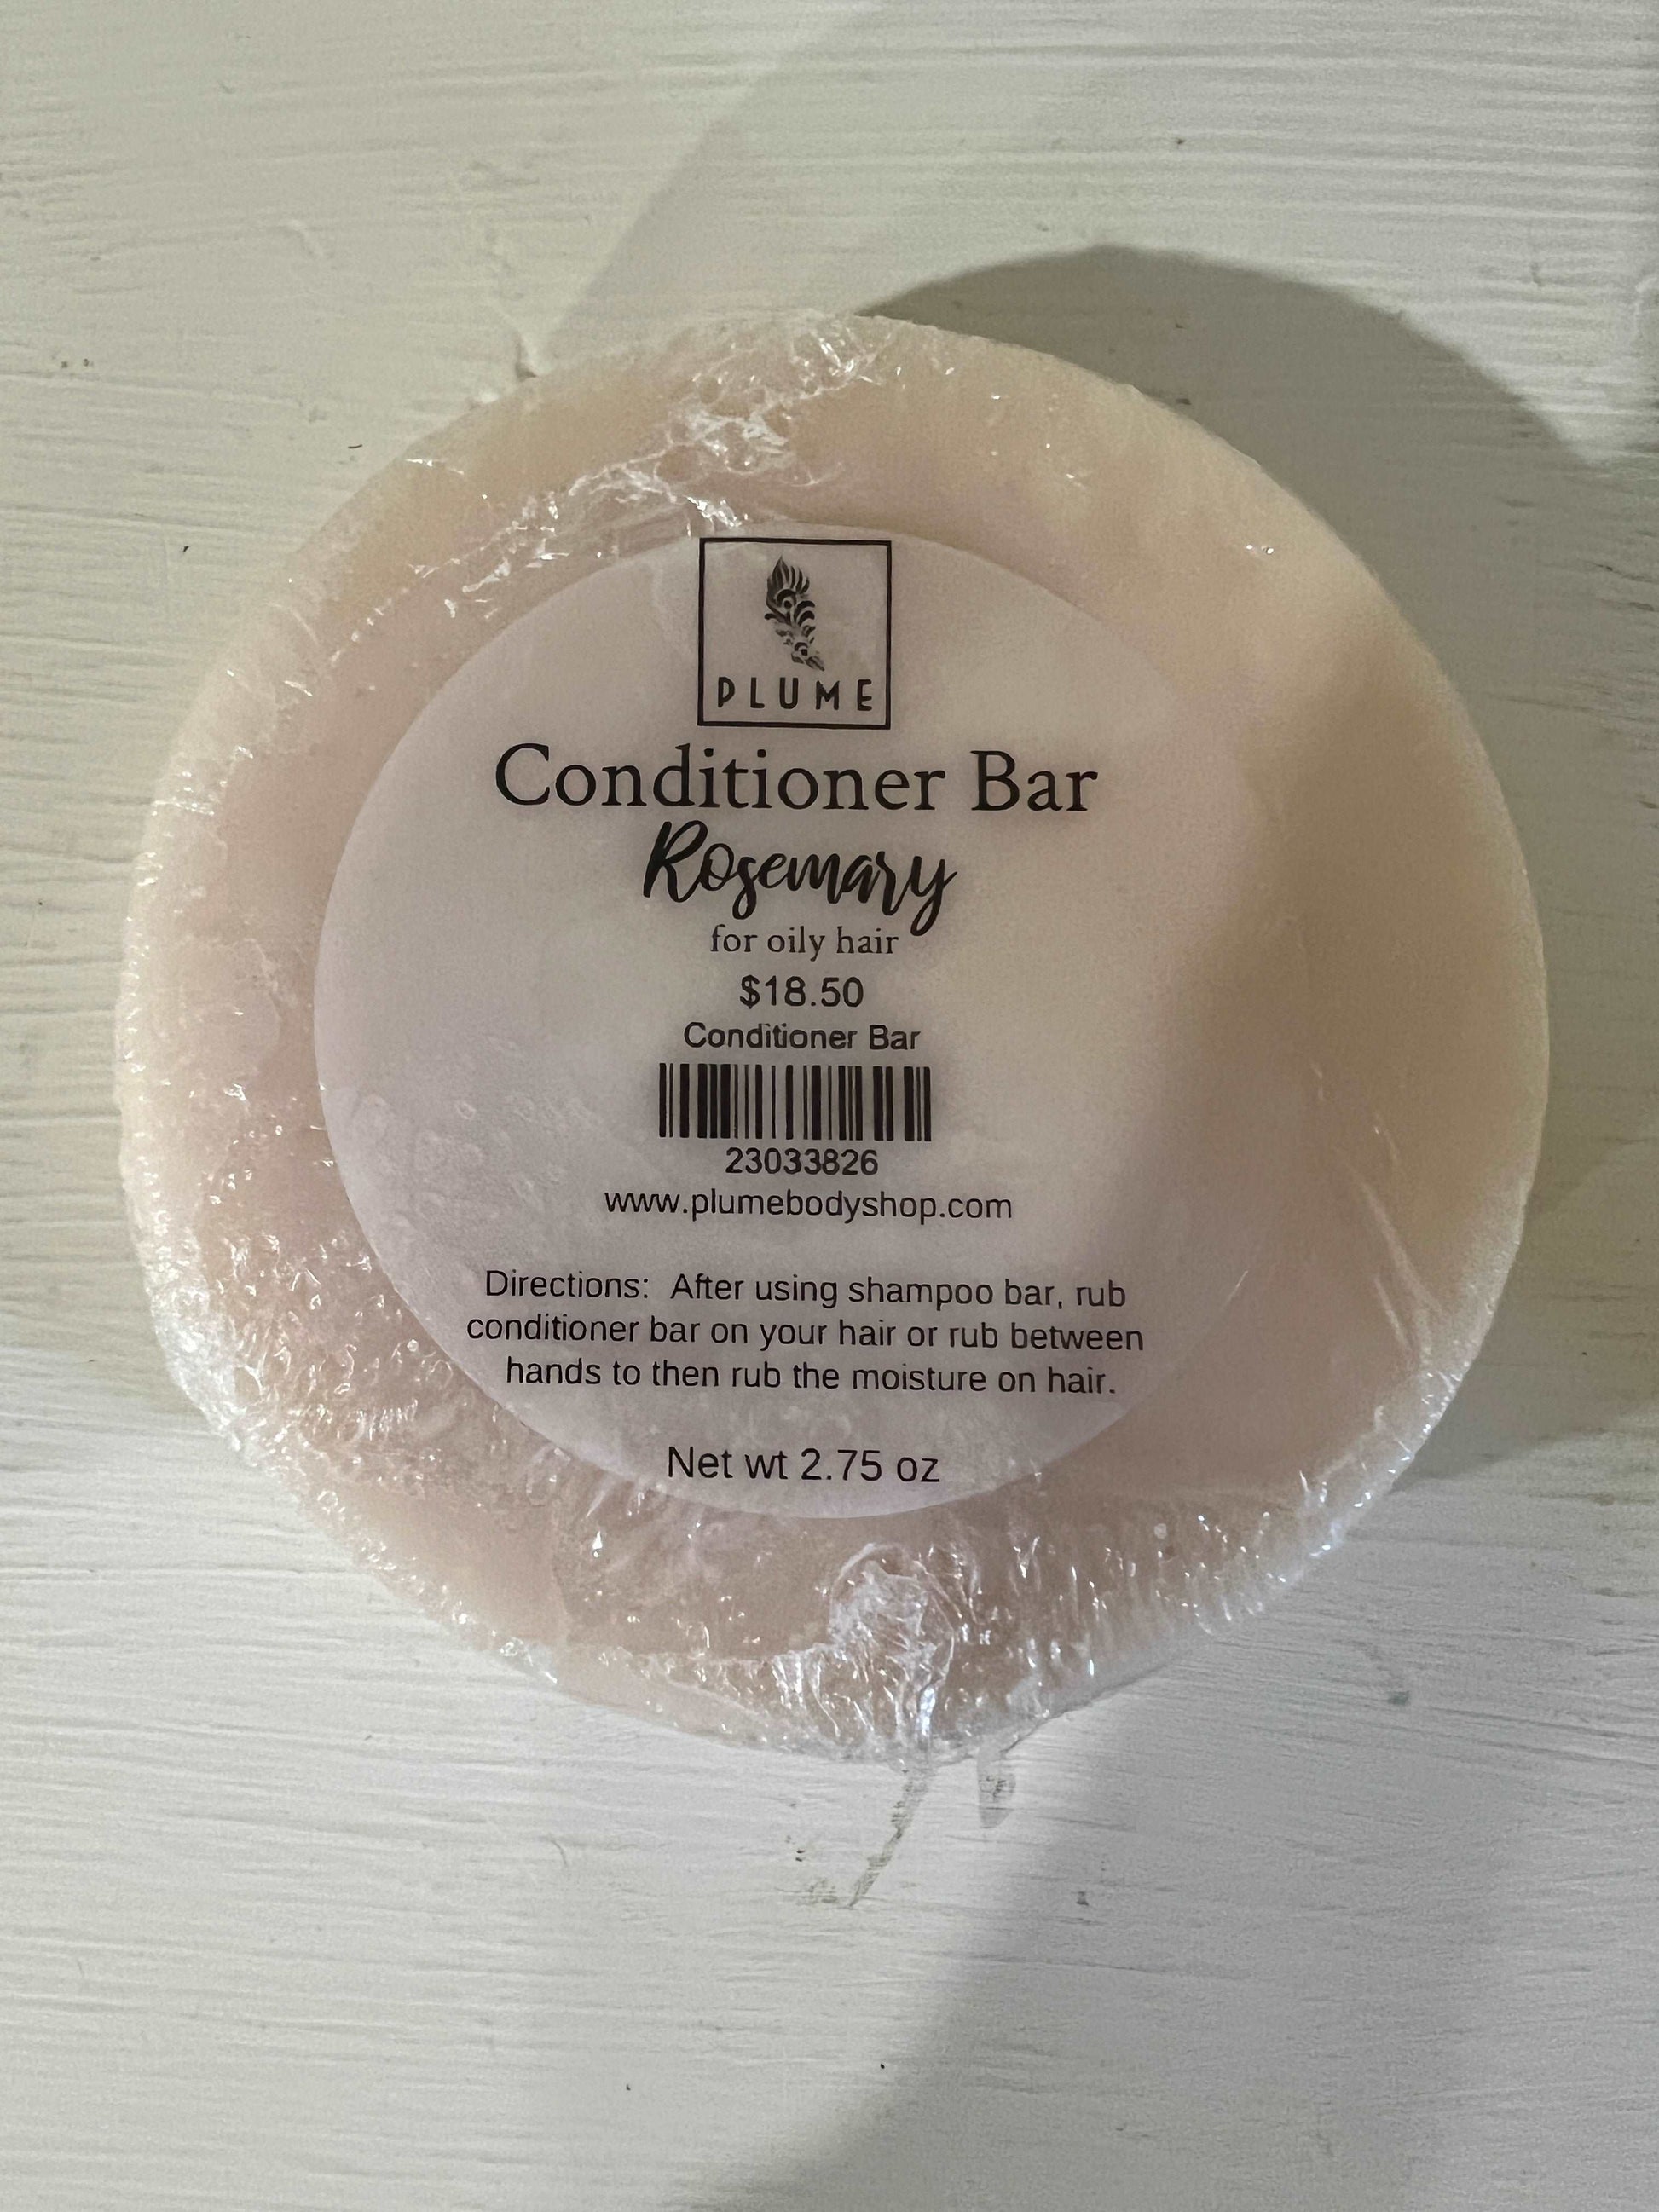 PLUME
Conditioner Bar
Rosemary
for oily hair
$18.50
Conditioner Bar
23033826
www.plumebodyshop.com
Directions:  After using shampoo bar, rub
conditioner bar on your hair or rub between
hands to then rub the moisture on hair.
Net wt 2.75 oz